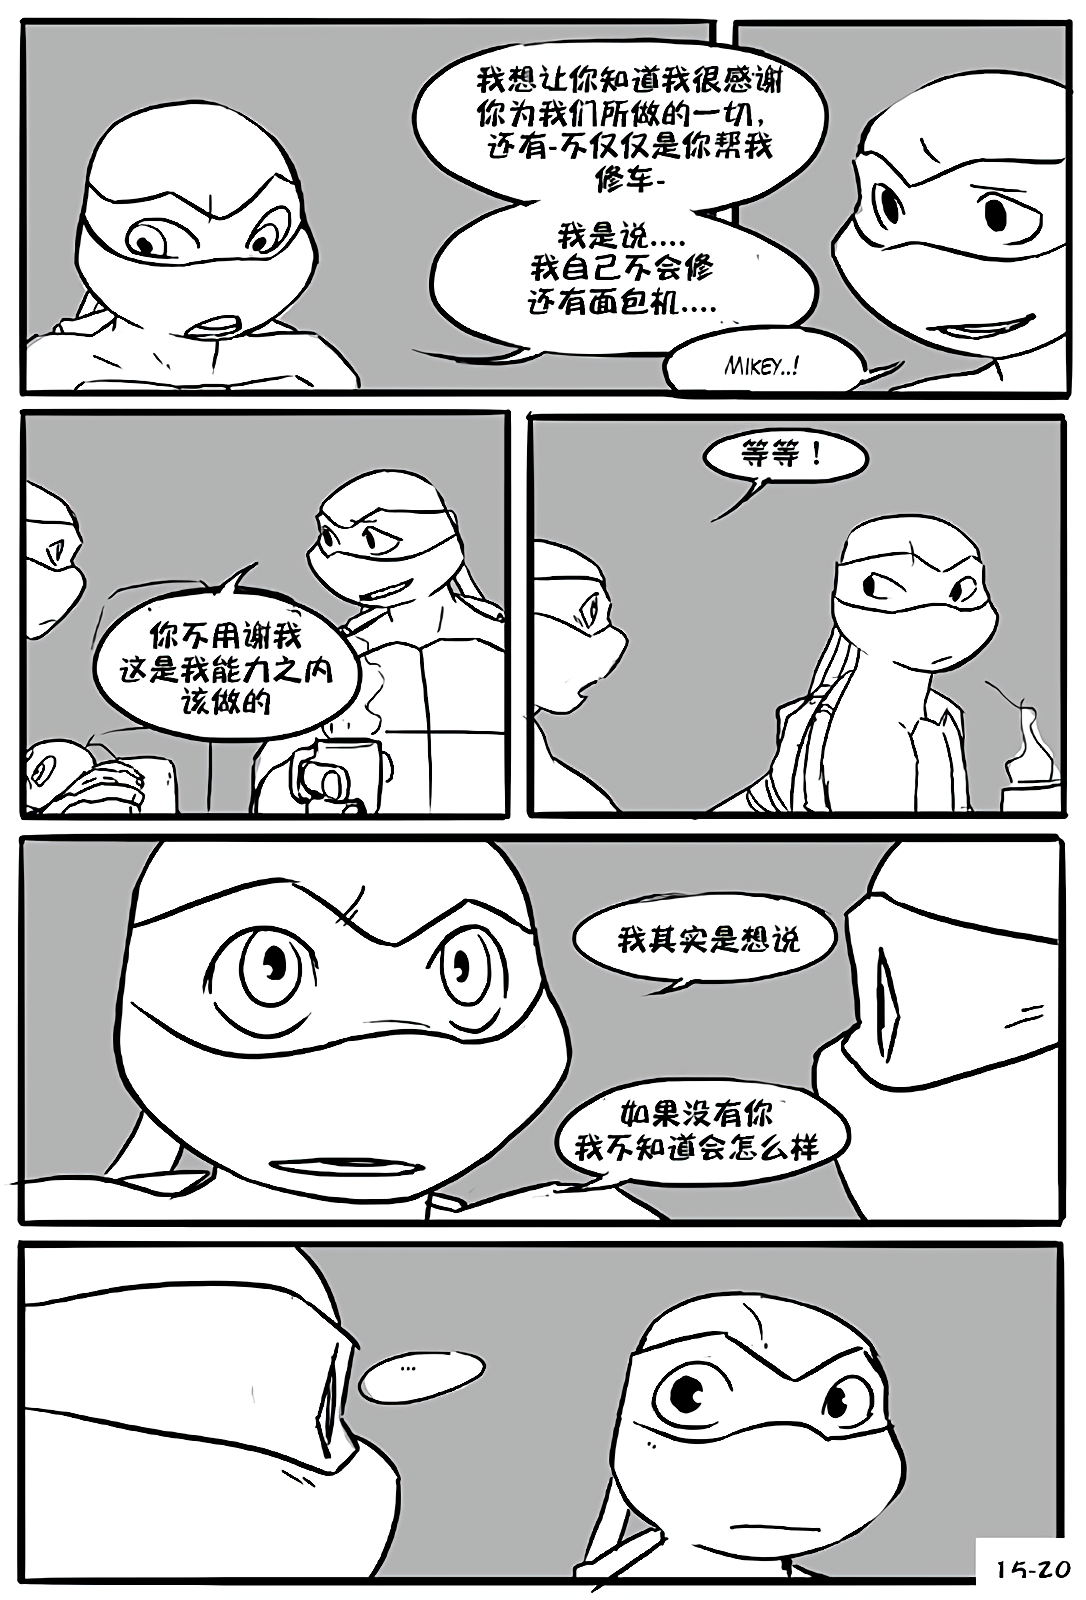 我想让你知道我很感谢
你为我们所做的一切，
还有-不仅仅是你帮我
修车-
我是说....
我自己不会修
还有面包机....
MIKEY..!
你不用谢我
这是我能力之内
该做的
等等！
我其实是想说
如果没有你
我不知道会怎么样
...
15-20